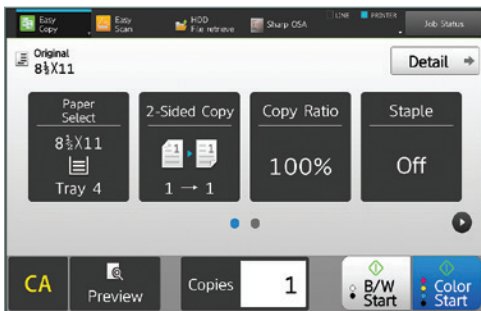 Easy
Copy
Easy
Scan
HDD
File retrieve
Sharp OSA
LINE
PRINTER
Job Status
Original
8½X11
Detail
Paper
Select
8½X11
Tray 4
2-Sided Copy
1 1
1 → 1
Copy Ratio
100%
Staple
Off
CA
Preview
Copies
1
B/W
Start
Color
Start